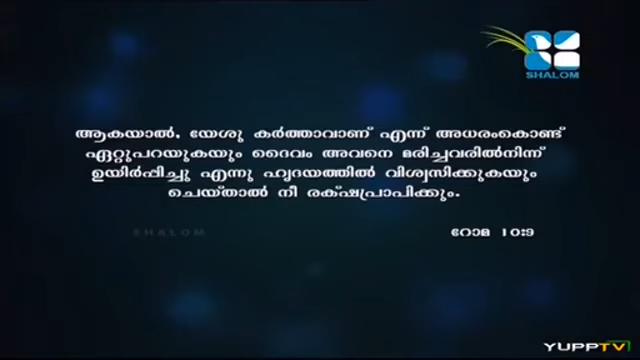 SHALOM
ആകയാൽ, യേശു കർത്താവാണ് എന്ന് അധരംകൊണ്ട്
ഏറ്റുപറയുകയും ദൈവം അവനെ മരിച്ചവരിൽനിന്ന്
ഉയിർപ്പിച്ചു എന്നു ഹൃദയത്തിൽ വിശ്വസിക്കുകയും
ചെയ്താൽ നീ രക്ഷപ്രാപിക്കും.
SHALOM
റോമ 10:9
YUPPTV